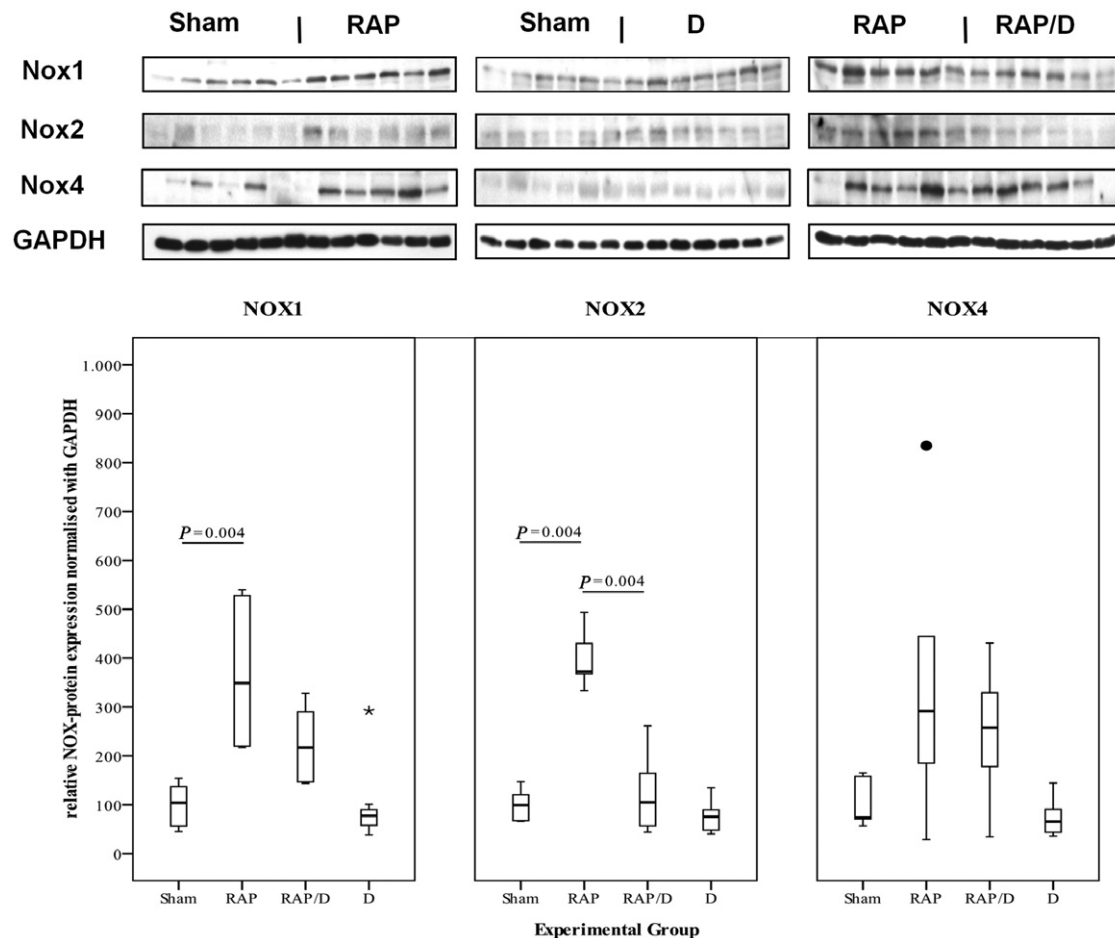 Sham | RAP Sham | D RAP | RAP/D
Nox1
Nox2
Nox4
GAPDH
NOX1 NOX2 NOX4
relative NOX-protein expression normalised with GAPDH
1.000
900
800
700
600
500
400
300
200
100
0
P=0.004
P=0.004
P=0.004
*
Sham RAP RAP/D D Sham RAP RAP/D D Sham RAP RAP/D D
Experimental Group